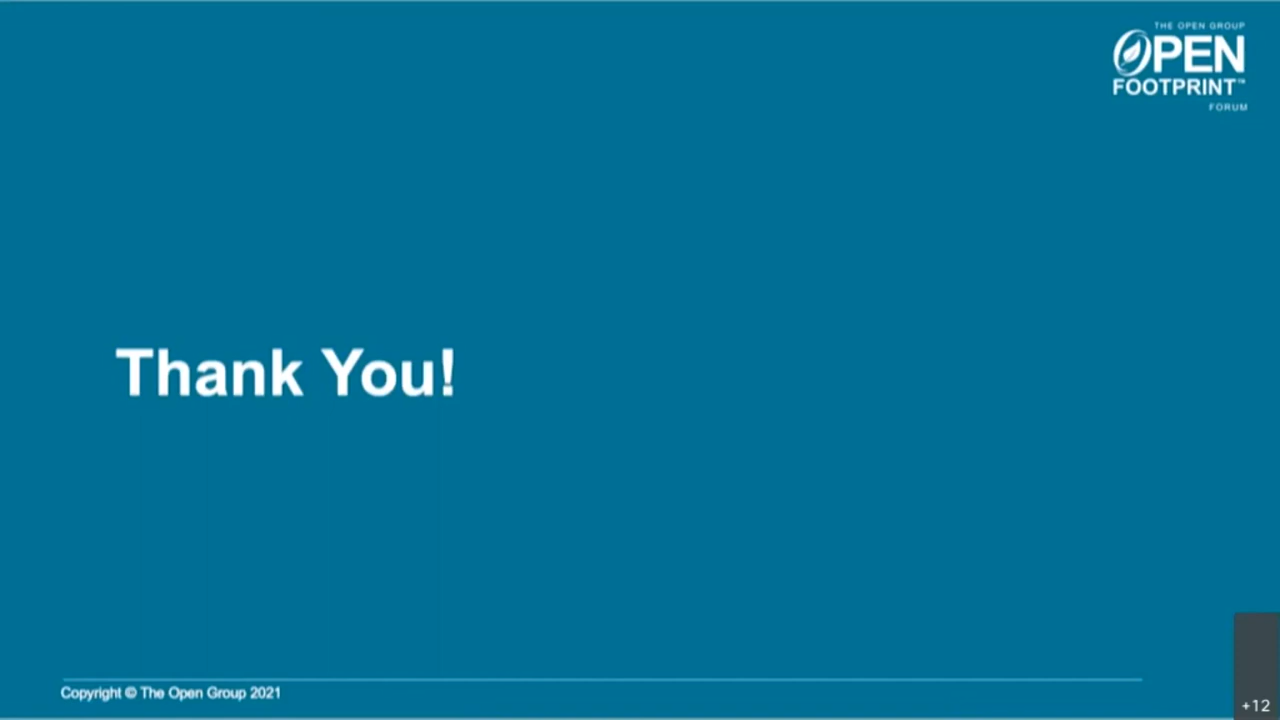 THE OPEN GROUP
OPEN
FOOTPRINT™
FORUM
Thank You!
Copyright © The Open Group 2021
+12